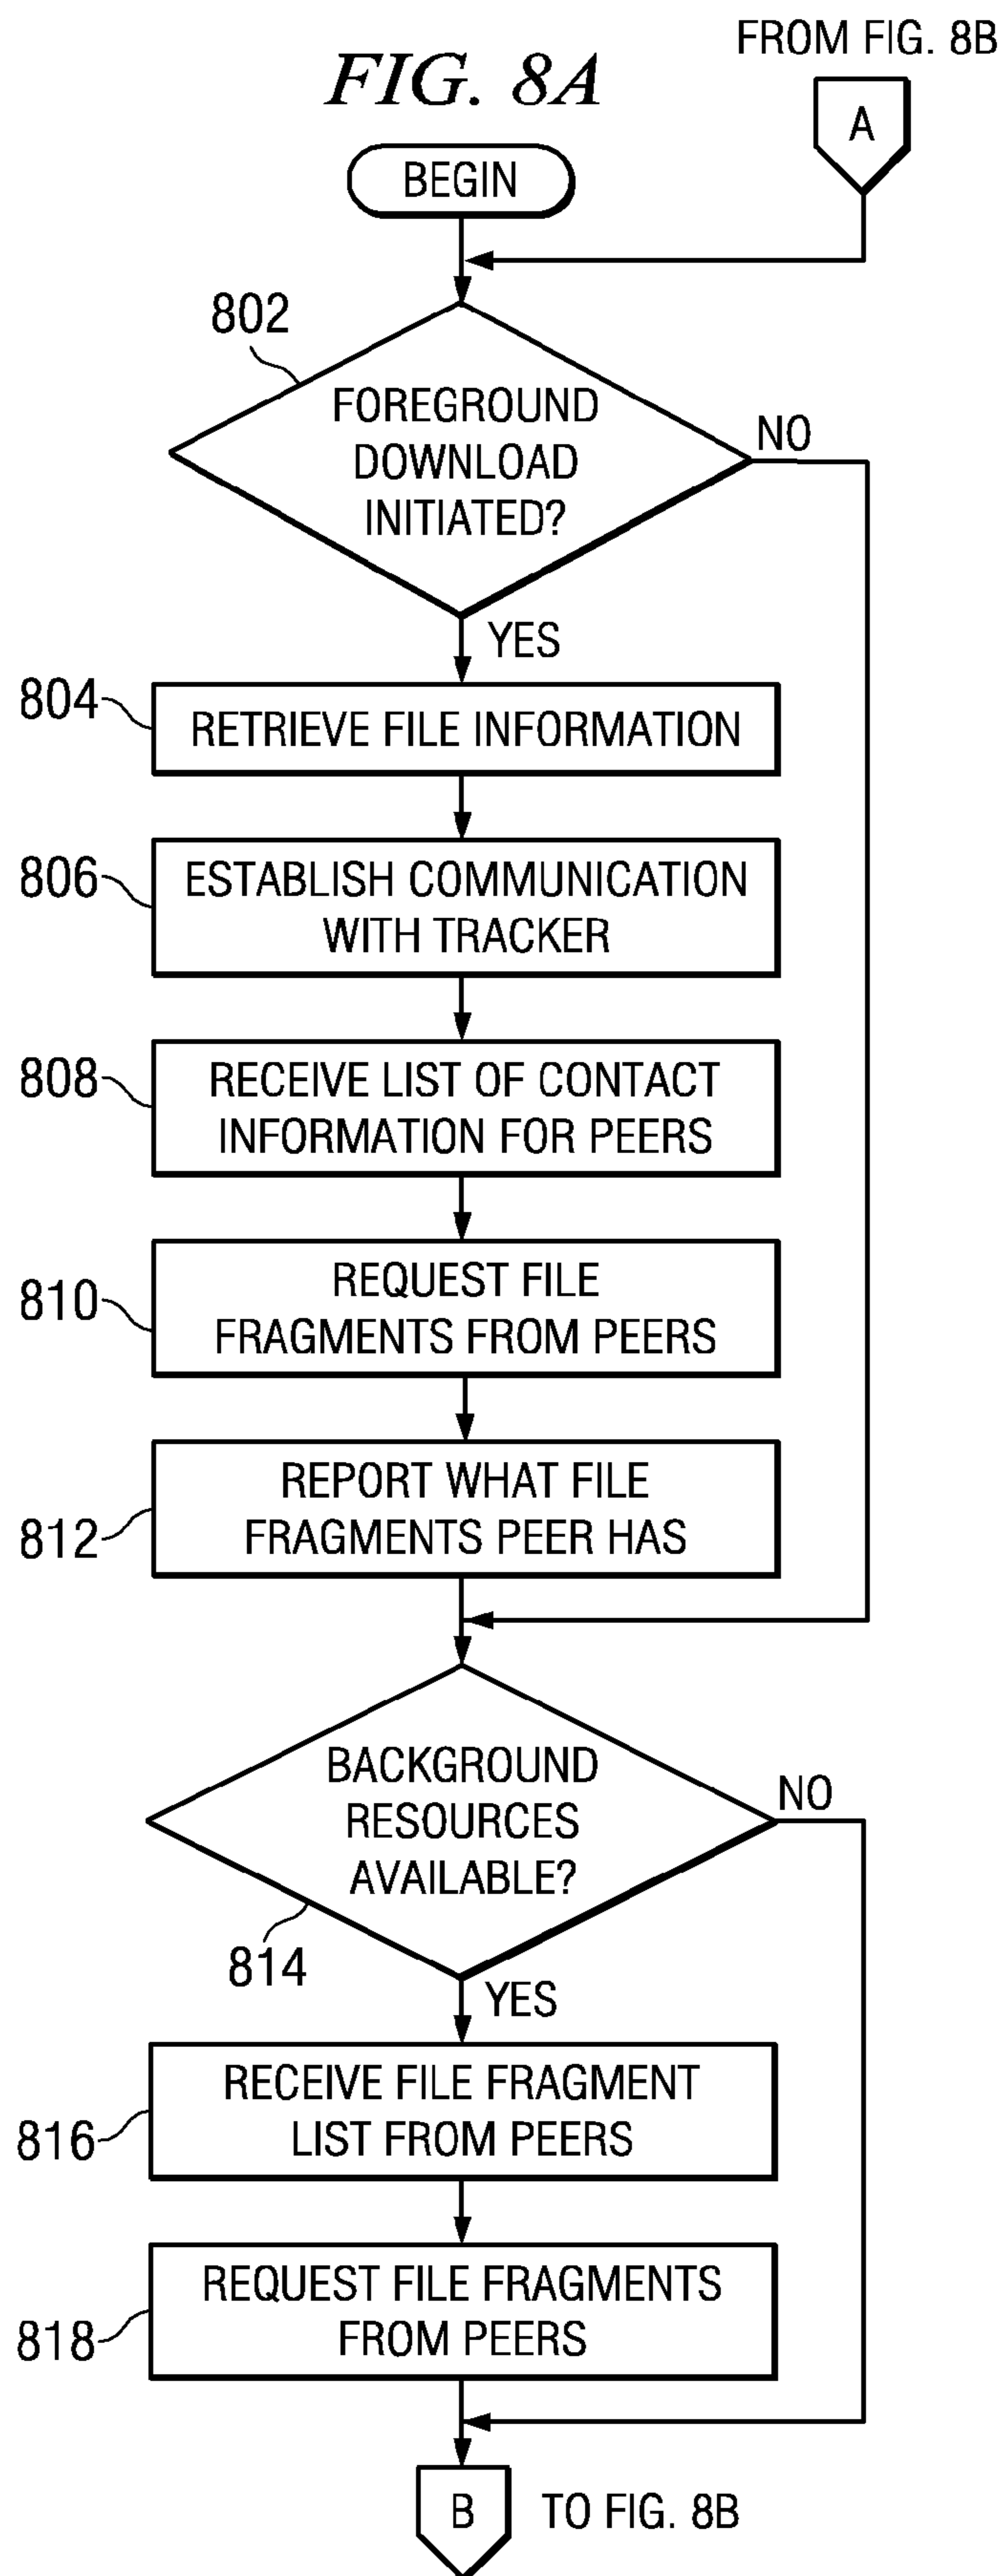 FROM FIG. 8B
FIG. 8A
A
BEGIN
802
FOREGROUND
DOWNLOAD
INITIATED?
NO
YES
804
RETRIEVE FILE INFORMATION
806
ESTABLISH COMMUNICATION
WITH TRACKER
808
RECEIVE LIST OF CONTACT
INFORMATION FOR PEERS
810
REQUEST FILE
FRAGMENTS FROM PEERS
812
REPORT WHAT FILE
FRAGMENTS PEER HAS
BACKGROUND
RESOURCES
AVAILABLE?
NO
814
YES
816
RECEIVE FILE FRAGMENT
LIST FROM PEERS
818
REQUEST FILE FRAGMENTS
FROM PEERS
B
TO FIG. 8B